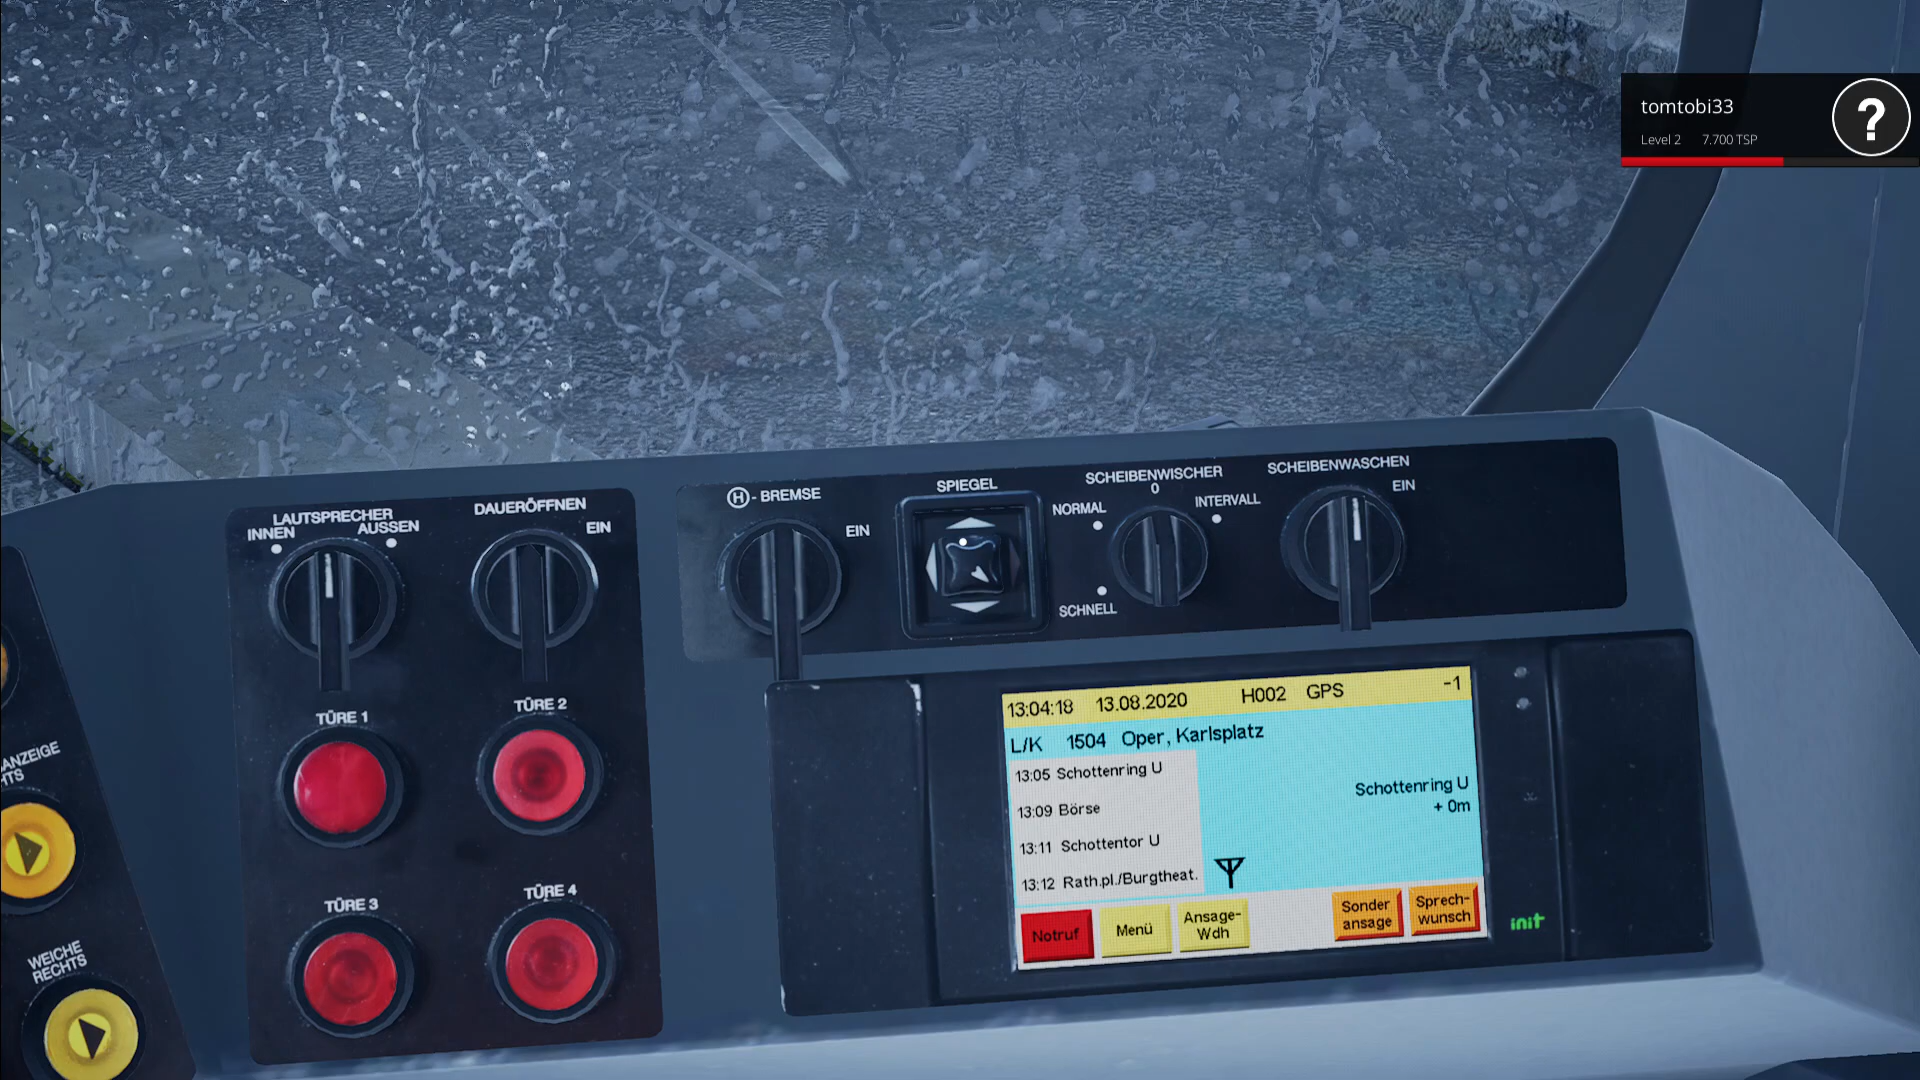 tomtobi33
Level 2 7.700 TSP
?
LAUTSPRECHER
INNEN AUSSEN
DAUERÖFFNEN
EIN
H - BREMSE
EIN
SPIEGEL
SCHEIBENWISCHER
0
NORMAL INTERVALL
SCHNELL
SCHEIBENWASCHEN
EIN
TÜRE 1
TÜRE 2
TÜRE 3
TÜRE 4
WEICHE
RECHTS
13:04:18 13.08.2020 H002 GPS -1
L/K 1504 Oper, Karlsplatz
13:05 Schottenring U
13:09 Börse
13:11 Schottentor U
13:12 Rath.pl./Burgtheat.
Schottenring U
+ 0m
Notruf
Menü
Ansage-
Wdh
Sonder
ansage
Sprech-
wunsch
init